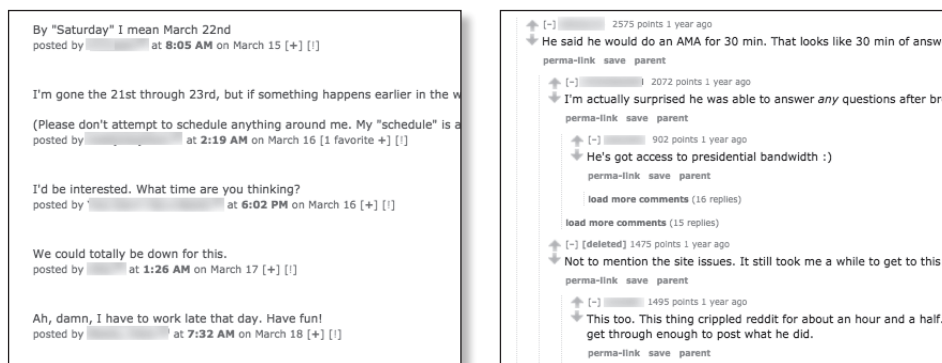 By "Saturday" I mean March 22nd
posted by at 8:05 AM on March 15 [+] [!]
I'm gone the 21st through 23rd, but if something happens earlier in the w
(Please don't attempt to schedule anything around me. My "schedule" is a
posted by at 2:19 AM on March 16 [1 favorite +] [!]
I'd be interested. What time are you thinking?
posted by at 6:02 PM on March 16 [+] [!]
We could totally be down for this.
posted by at 1:26 AM on March 17 [+] [!]
Ah, damn, I have to work late that day. Have fun!
posted by at 7:32 AM on March 18 [+] [!]
[-] 2575 points 1 year ago
He said he would do an AMA for 30 min. That looks like 30 min of answ
perma-link save parent
[-] 2072 points 1 year ago
I'm actually surprised he was able to answer any questions after br
perma-link save parent
[-] 902 points 1 year ago
He's got access to presidential bandwidth :)
perma-link save parent
load more comments (16 replies)
load more comments (15 replies)
[-] [deleted] 1475 points 1 year ago
Not to mention the site issues. It still took me a while to get to this
perma-link save parent
[-] 1495 points 1 year ago
This too. This thing crippled reddit for about an hour and a half.
get through enough to post what he did.
perma-link save parent